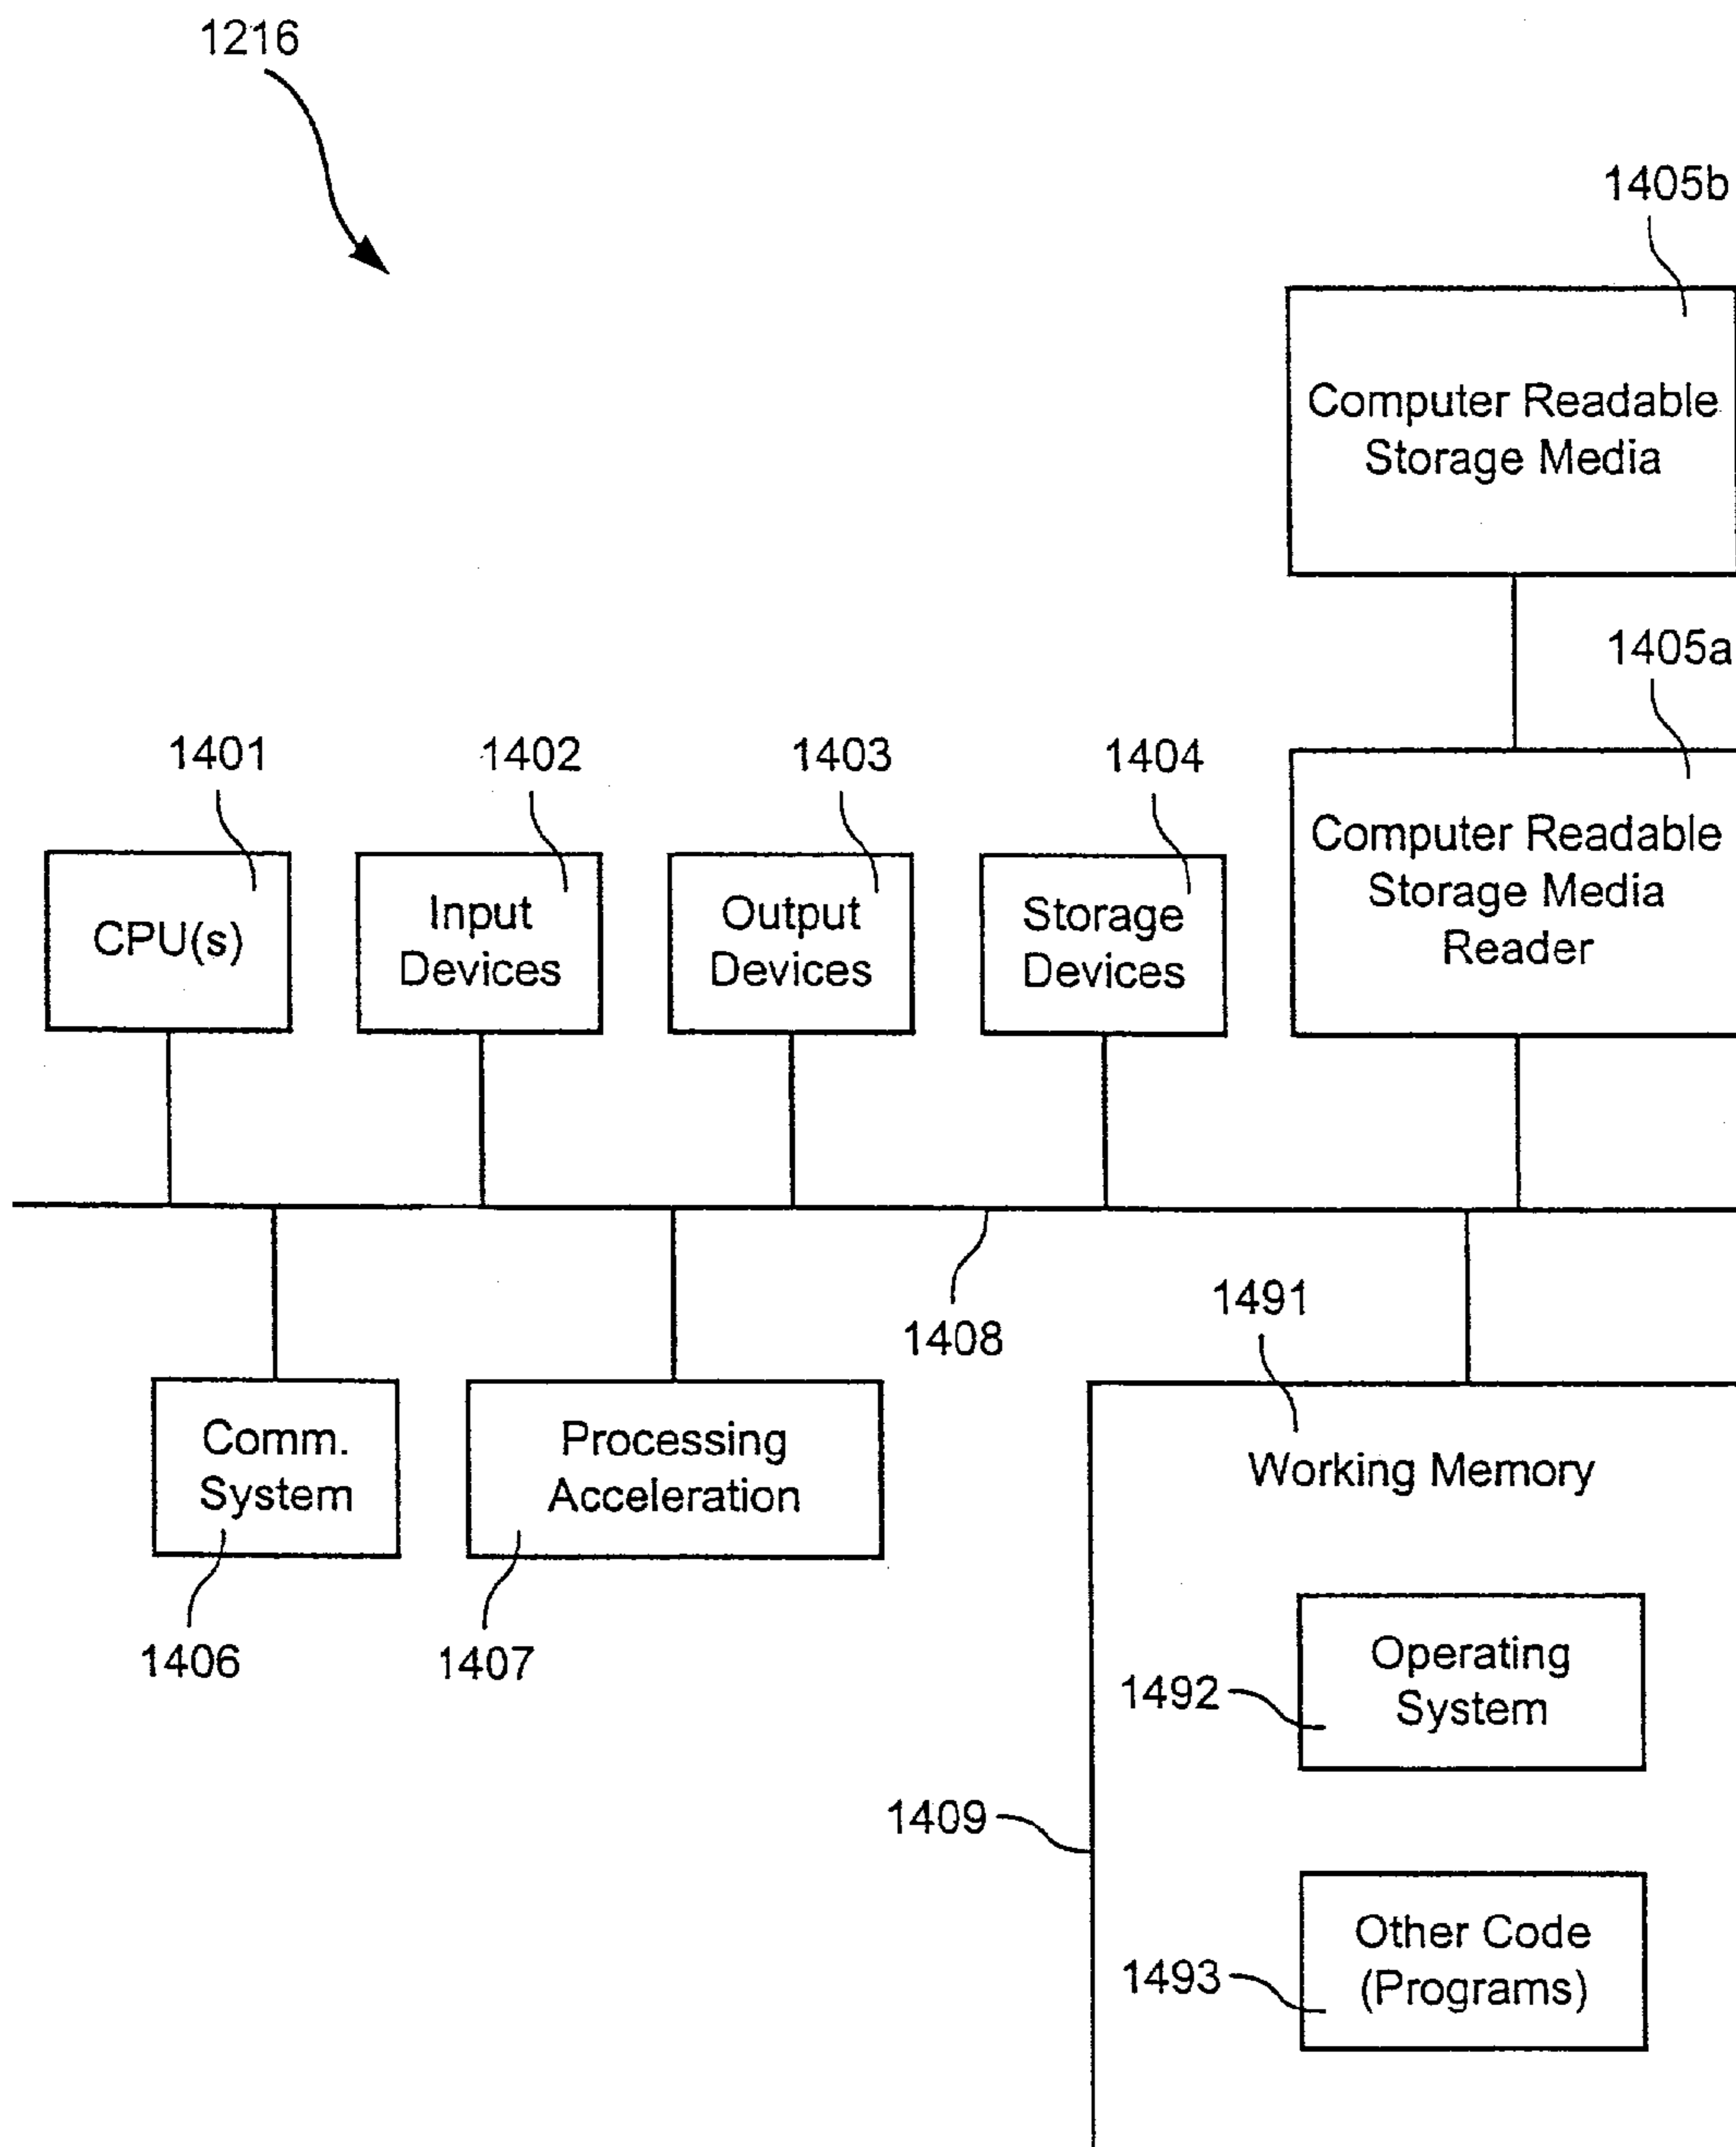 1216
1405b
Computer Readable
Storage Media
1405a
1401
1402
1403
1404
Computer Readable
Storage Media
Reader
CPU(s)
Input
Devices
Output
Devices
Storage
Devices
1408
1491
Comm.
System
Processing
Acceleration
Working Memory
1406
1407
Operating
System
1492
1409
Other Code
(Programs)
1493